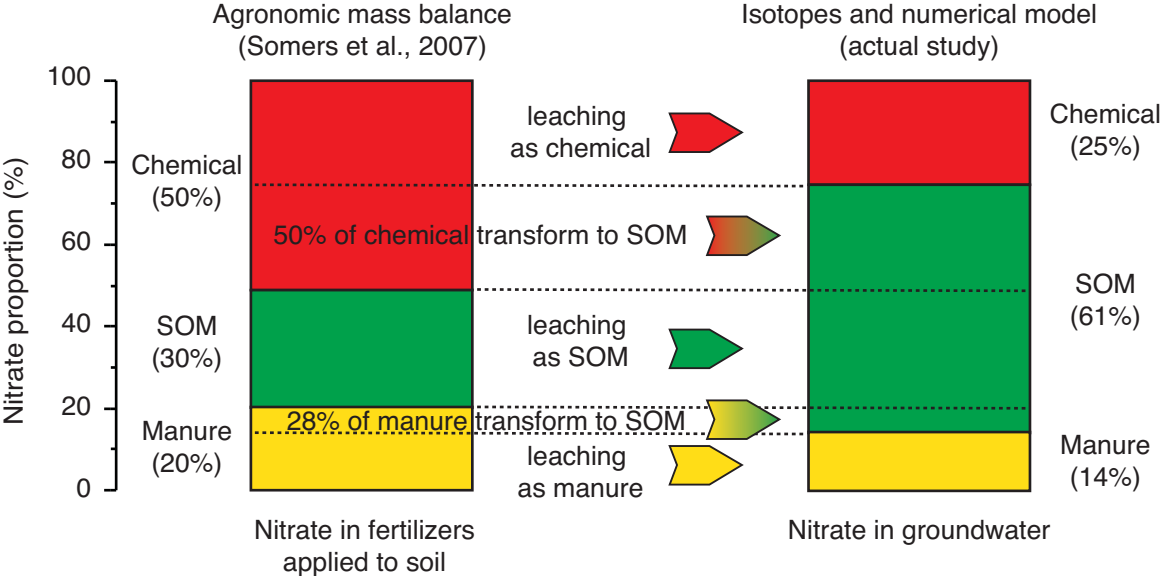 Agronomic mass balance
(Somers et al., 2007)
Isotopes and numerical model
(actual study)
Nitrate proportion (%)
100
80
60
40
20
0
Chemical
(50%)
SOM
(30%)
Manure
(20%)
leaching
as chemical
50% of chemical transform to SOM
leaching
as SOM
28% of manure transform to SOM
leaching
as manure
Chemical
(25%)
SOM
(61%)
Manure
(14%)
Nitrate in fertilizers
applied to soil
Nitrate in groundwater